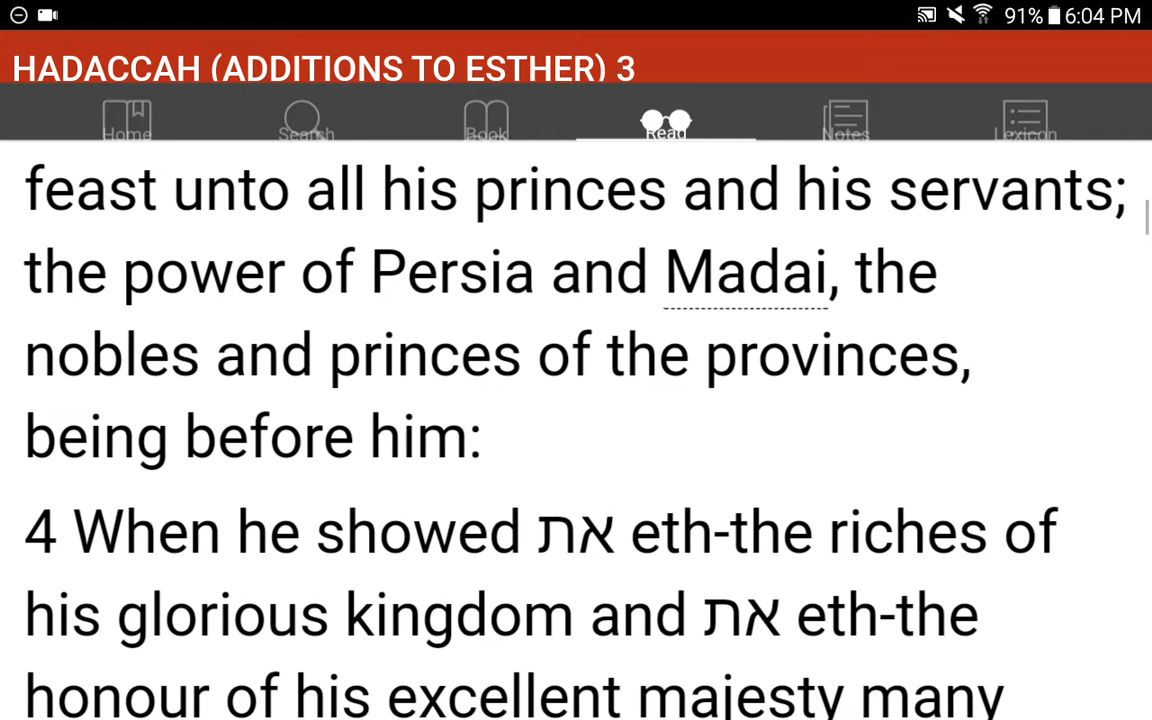 91% 6:04 PM
HADACCAH (ADDITIONS TO ESTHER) 3
Home Search Book Read Notes Lexicon
feast unto all his princes and his servants;
the power of Persia and Madai, the
nobles and princes of the provinces,
being before him:
4 When he showed את eth-the riches of
his glorious kingdom and את eth-the
honour of his excellent majesty many